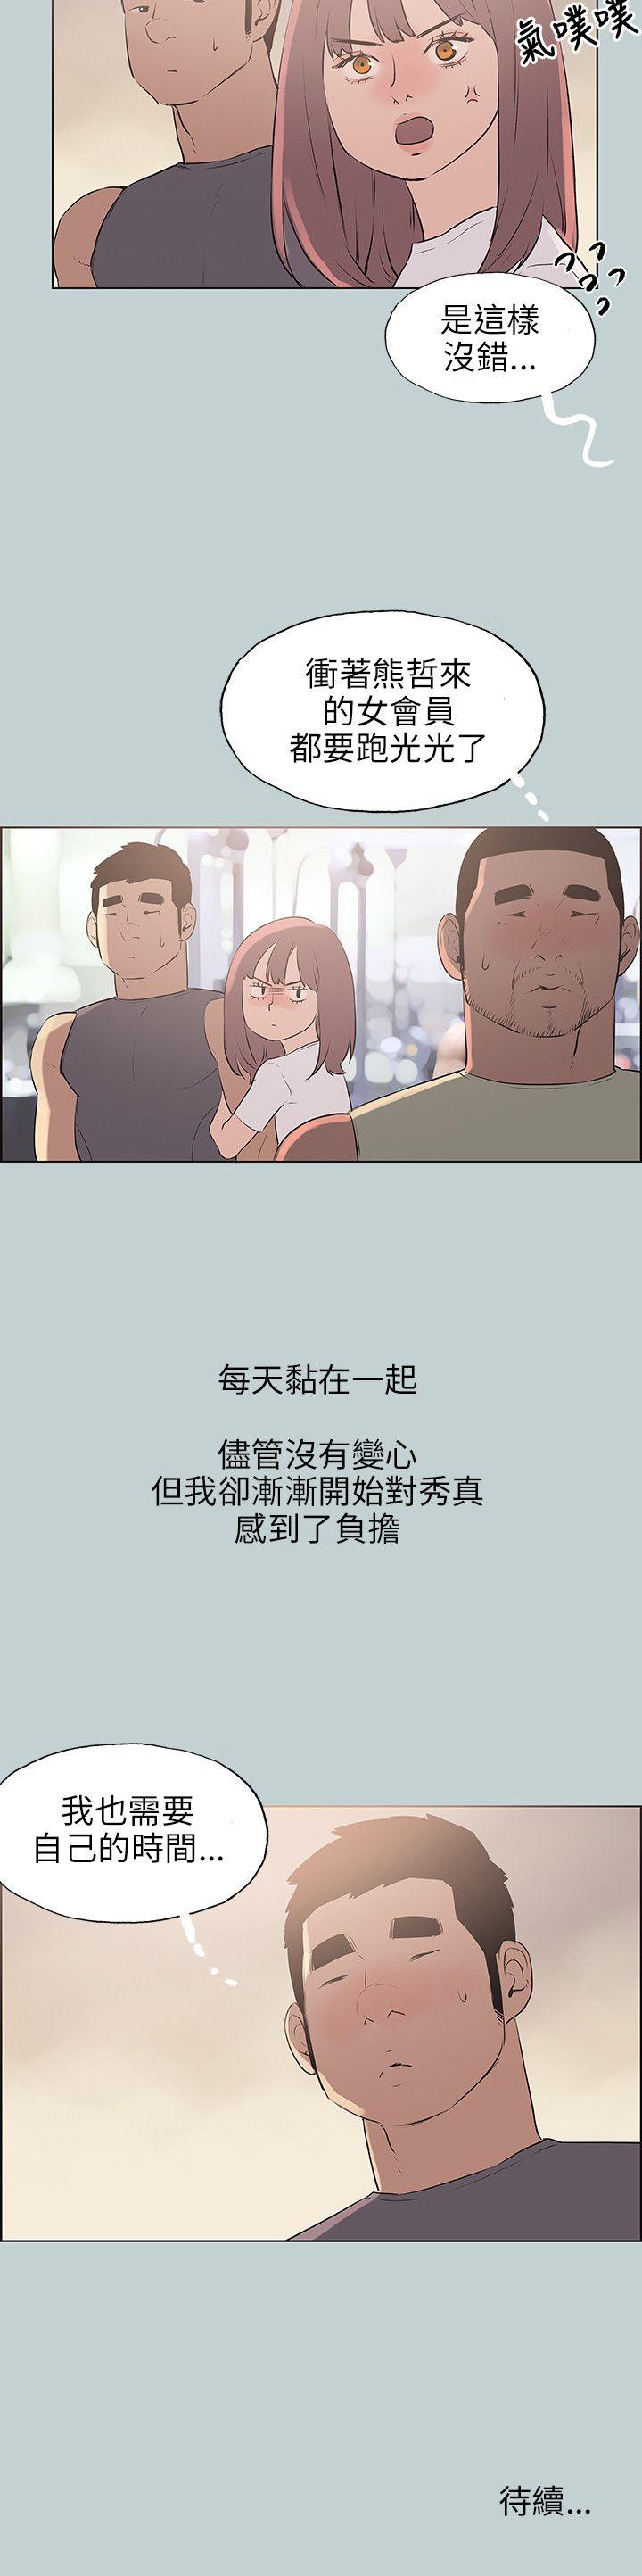 氣噗噗
是這樣
沒錯...
衝著熊哲來
的女會員
都要跑光光了
每天黏在一起
儘管沒有變心
但我卻漸漸開始對秀真
感到了負擔
我也需要
自己的時間...
待續...